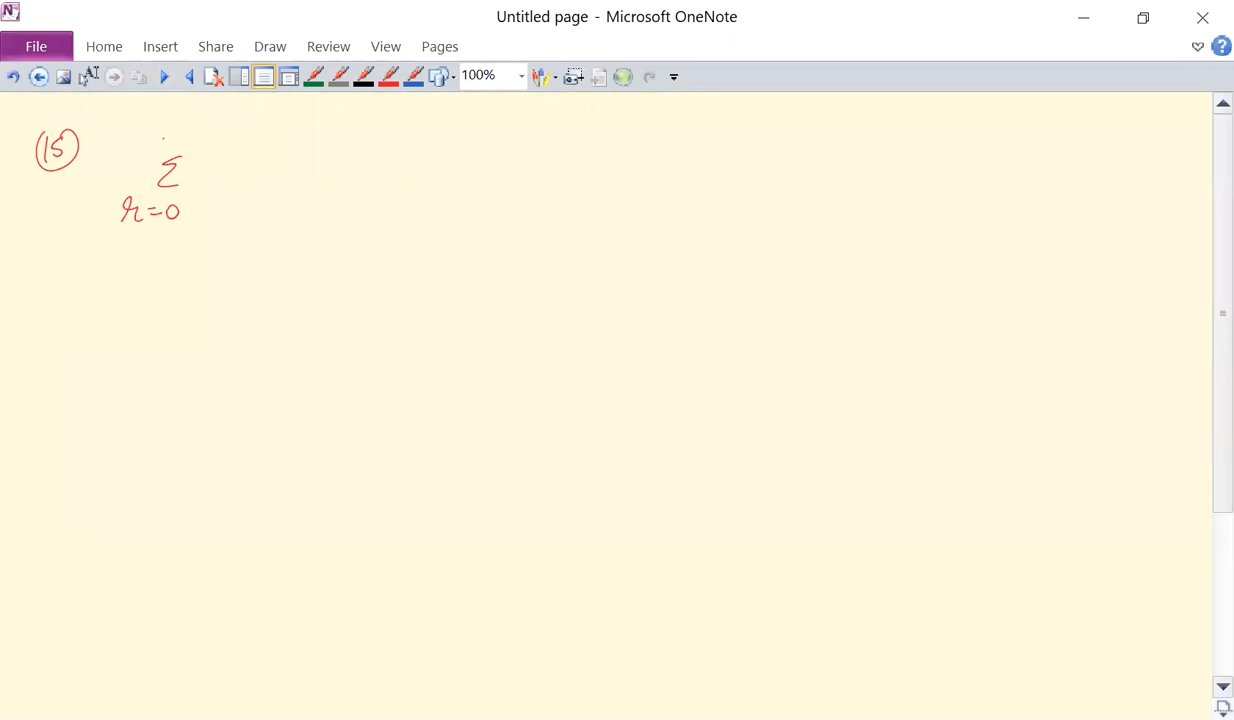 Untitled page - Microsoft OneNote
File Home Insert Share Draw Review View Pages
100%
(15) Σ
r=0